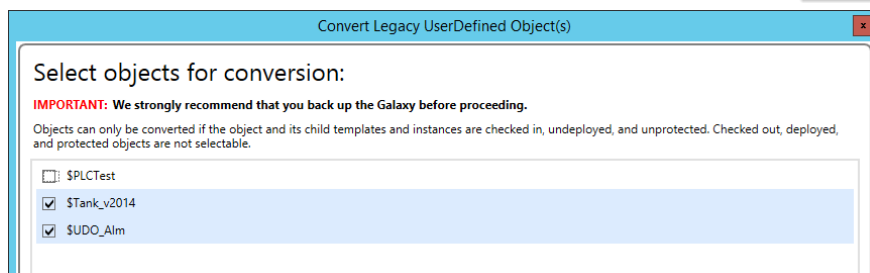 Convert Legacy UserDefined Object(s)
x
Select objects for conversion:
IMPORTANT: We strongly recommend that you back up the Galaxy before proceeding.
Objects can only be converted if the object and its child templates and instances are checked in, undeployed, and unprotected. Checked out, deployed,
and protected objects are not selectable.
$PLCTest
$Tank_v2014
$UDO_Alm